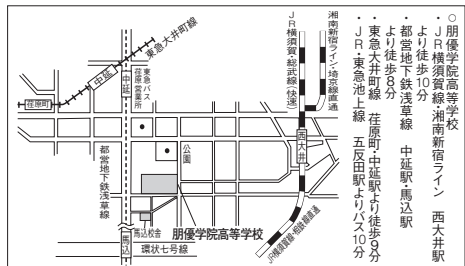 ○朋優学院高等学校
・JR横須賀線・湘南新宿ライン 西大井駅
より徒歩10分
・都営地下鉄浅草線 中延駅・馬込駅
より徒歩8分
・東急大井町線 荏原町・中延駅より徒歩9分
・JR・東急池上線 五反田駅よりバス10分
湘南新宿ライン・埼京線直通
JR横須賀・総武線(快速)
東急大井町線
中延
荏原町
東急バス
荏原営業所
中延
都営地下鉄浅草線
公園
西大井
馬込校舎
朋優学院高等学校
馬込
環状七号線
JR横須賀線・相鉄線直通